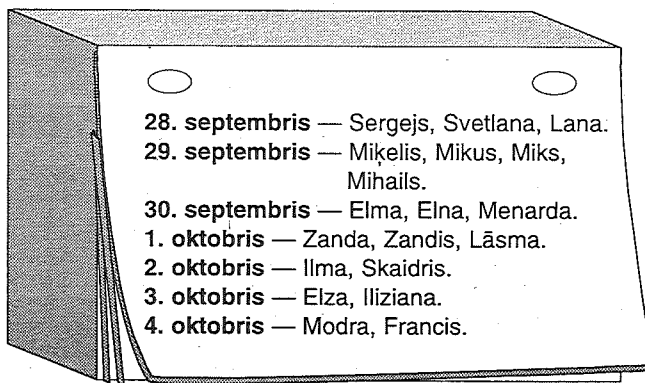 28. septembris — Sergejs, Svetlana, Lana.
29. septembris — Miķelis, Mikus, Miks,
Mihails.
30. septembris — Elma, Elna, Menarda.
1. oktobris — Zanda, Zandis, Lāsma.
2. oktobris — Ilma, Skaidris.
3. oktobris — Elza, Iliziana.
4. oktobris — Modra, Francis.